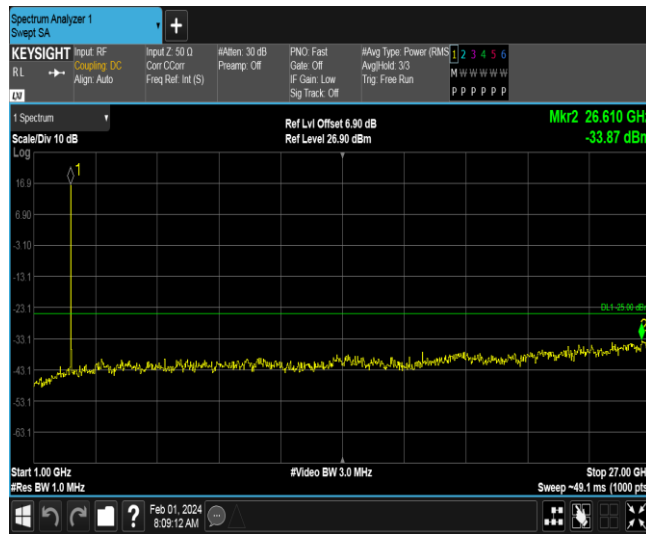 Spectrum Analyzer 1
Swept SA
+
KEYSIGHT Input: RF Input Z: 50 Ω #Atten: 30 dB PNO: Fast #Avg Type: Power (RMS 1 2 3 4 5 6
RL Coupling: DC Corr CCorr Preamp: Off Gate: Off Avg|Hold: 3/3 M W W W W W
Align: Auto Freq Ref: Int (S) IF Gain: Low Trig: Free Run
LXI Sig Track: Off P P P P P P
1 Spectrum Ref Lvl Offset 6.90 dB Mkr2 26.610 GHz
Scale/Div 10 dB Ref Level 26.90 dBm -33.87 dBm
Log
1
16.9
6.90
-3.10
-13.1
-23.1
DL1 -25.00 dBm
-33.1
-43.1
-53.1
-63.1
Start 1.00 GHz #Video BW 3.0 MHz Stop 27.00 GHz
#Res BW 1.0 MHz Sweep ~49.1 ms (1000 pts
? Feb 01, 2024
8:09:12 AM